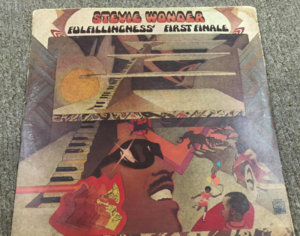 STEVIE WONDER
FULFILLINGNESS' FIRST FINALE